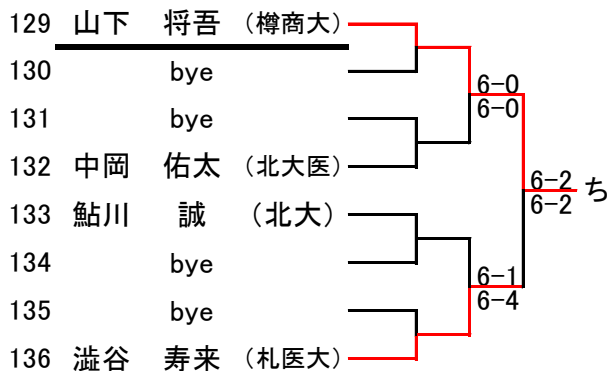 129 山下 将吾 (樽商大)
130 bye
6-0
6-0
131 bye
132 中岡 佑太 (北大医)
6-2
6-2
ち
133 鮎川 誠 (北大)
134 bye
6-1
6-4
135 bye
136 澁谷 寿来 (札医大)